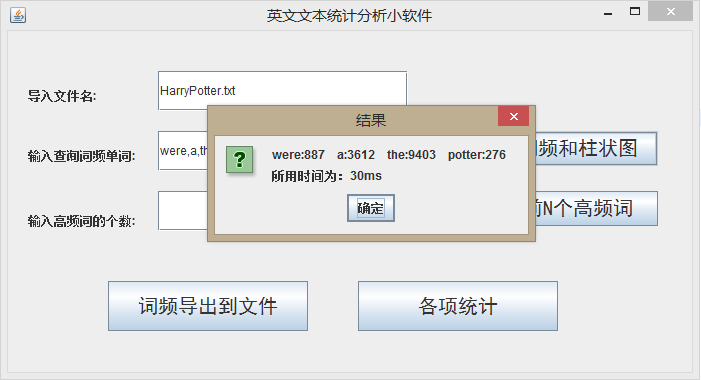 英文文本统计分析小软件
导入文件名:
HarryPotter.txt
结果
输入查询词频单词:
were,a,th
were:887 a:3612 the:9403 potter:276
频和柱状图
所用时间为：30ms
输入高频词的个数:
确定
N个高频词
词频导出到文件
各项统计